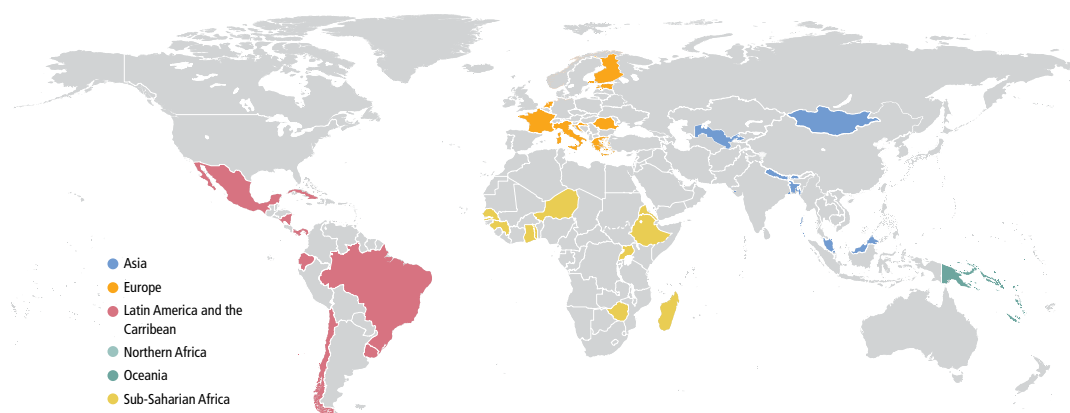 Asia
Europe
Latin America and the
Carribean
Northern Africa
Oceania
Sub-Saharian Africa